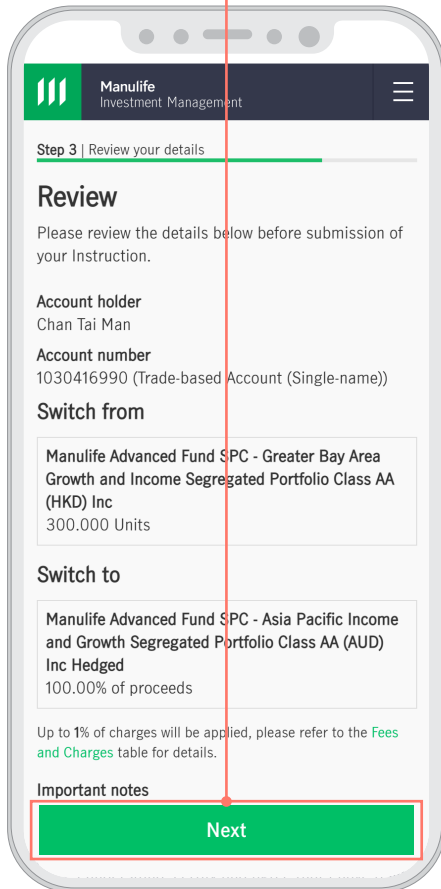 Manulife
Investment Management
Step 3 | Review your details
Review
Please review the details below before submission of
your Instruction.
Account holder
Chan Tai Man
Account number
1030416990 (Trade-based Account (Single-name))
Switch from
Manulife Advanced Fund SPC - Greater Bay Area
Growth and Income Segregated Portfolio Class AA
(HKD) Inc
300.000 Units
Switch to
Manulife Advanced Fund SPC - Asia Pacific Income
and Growth Segregated Portfolio Class AA (AUD)
Inc Hedged
100.00% of proceeds
Up to 1% of charges will be applied, please refer to the Fees
and Charges table for details.
Important notes
Next